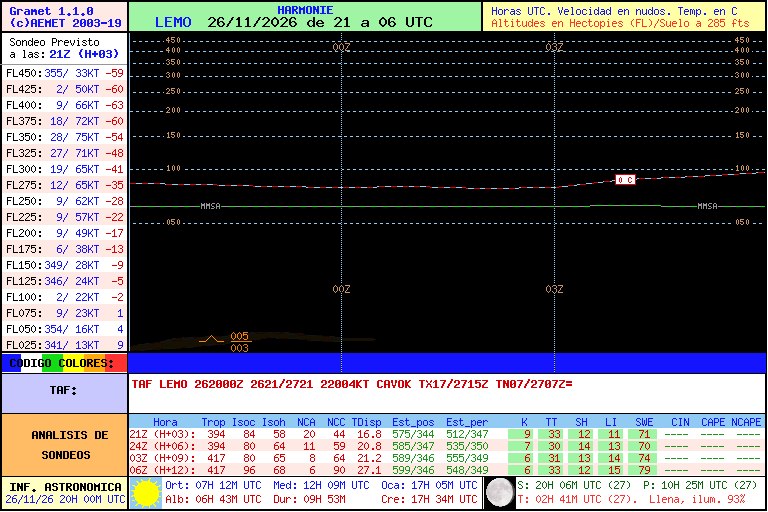 Gramet 1.1.0
(c)AEMET 2003-19
HARMONIE
LEMO 26/11/2026 de 21 a 06 UTC
Horas UTC. Velocidad en nudos. Temp. en C
Altitudes en Hectopies (FL)/Suelo a 285 fts
Sondeo Previsto
a las: 21Z (H+03)
FL450: 355/ 33KT -59
FL425: 2/ 50KT -60
FL400: 9/ 66KT -63
FL375: 18/ 72KT -60
FL350: 28/ 75KT -54
FL325: 27/ 71KT -48
FL300: 19/ 65KT -41
FL275: 12/ 65KT -35
FL250: 9/ 62KT -28
FL225: 9/ 57KT -22
FL200: 9/ 49KT -17
FL175: 6/ 38KT -13
FL150: 349/ 28KT -9
FL125: 346/ 24KT -5
FL100: 2/ 22KT -2
FL075: 9/ 23KT 1
FL050: 354/ 16KT 4
FL025: 341/ 13KT 9
450 00Z 03Z 450
400 400
350 350
300 300
250 250
200 200
150 150
100 100
0 C
MMSA MMSA
050 050
00Z 03Z
005
003
CODIGO COLORES:
TAF:
TAF LEMO 262000Z 2621/2721 22004KT CAVOK TX17/2715Z TN07/2707Z=
ANALISIS DE
SONDEOS
Hora Trop Isoc Isoh NCA NCC TDisp Est_pos Est_per K TT SH LI SWE CIN CAPE NCAPE
21Z (H+03): 394 84 58 20 44 16.8 575/344 512/347 9 33 12 11 71 ---- ---- ----
24Z (H+06): 394 80 64 11 59 20.8 587/347 535/350 7 30 14 14 70 ---- ---- ----
03Z (H+09): 417 80 65 8 64 21.2 589/346 555/349 6 31 13 14 74 ---- ---- ----
06Z (H+12): 417 96 68 6 90 27.1 599/346 548/349 6 33 12 15 79 ---- ---- ----
INF. ASTRONOMICA
26/11/26 20H 00M UTC
Ort: 07H 12M UTC Med: 12H 09M UTC Oca: 17H 05M UTC
Alb: 06H 43M UTC Dur: 09H 53M Cre: 17H 34M UTC
S: 20H 06M UTC (27) P: 10H 25M UTC (27)
T: 02H 41M UTC (27). Llena, ilum. 93%